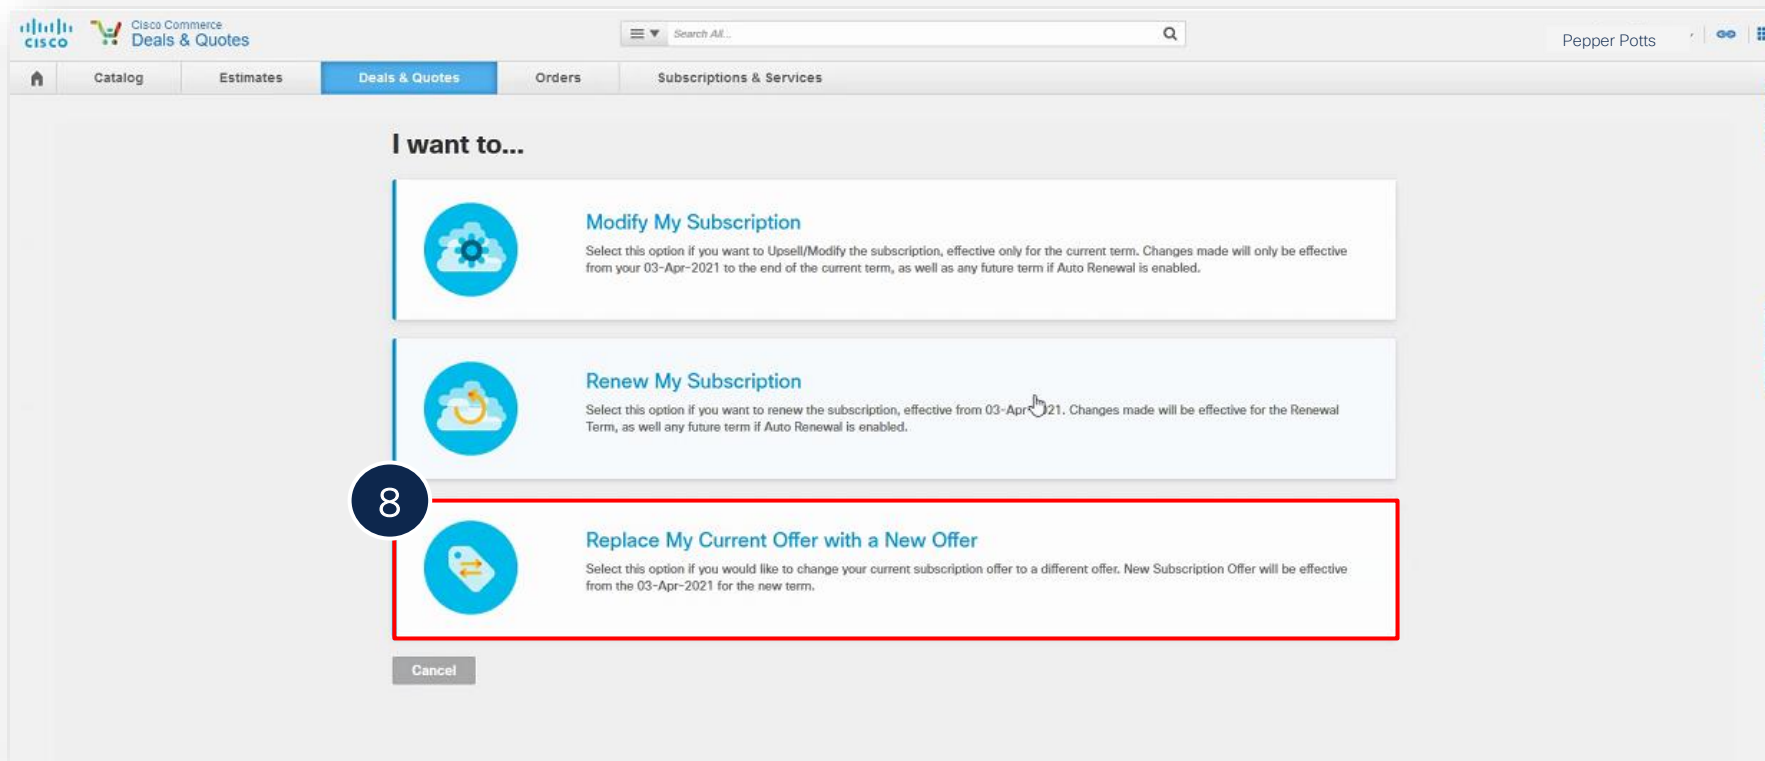 Cisco Commerce
CISCO
Deals & Quotes
Search All...
Pepper Potts
Catalog
Estimates
Deals & Quotes
Orders
Subscriptions & Services
I want to...
Modify My Subscription
Select this option if you want to Upsell/Modify the subscription, effective only for the current term. Changes made will only be effective
from your 03-Apr-2021 to the end of the current term, as well as any future term if Auto Renewal is enabled.
Renew My Subscription
Select this option if you want to renew the subscription, effective from 03-Apr 21. Changes made will be effective for the Renewal
Term, as well any future term if Auto Renewal is enabled.
8
Replace My Current Offer with a New Offer
Select this option if you would like to change your current subscription offer to a different offer. New Subscription Offer will be effective
from the 03-Apr-2021 for the new term.
Cancel